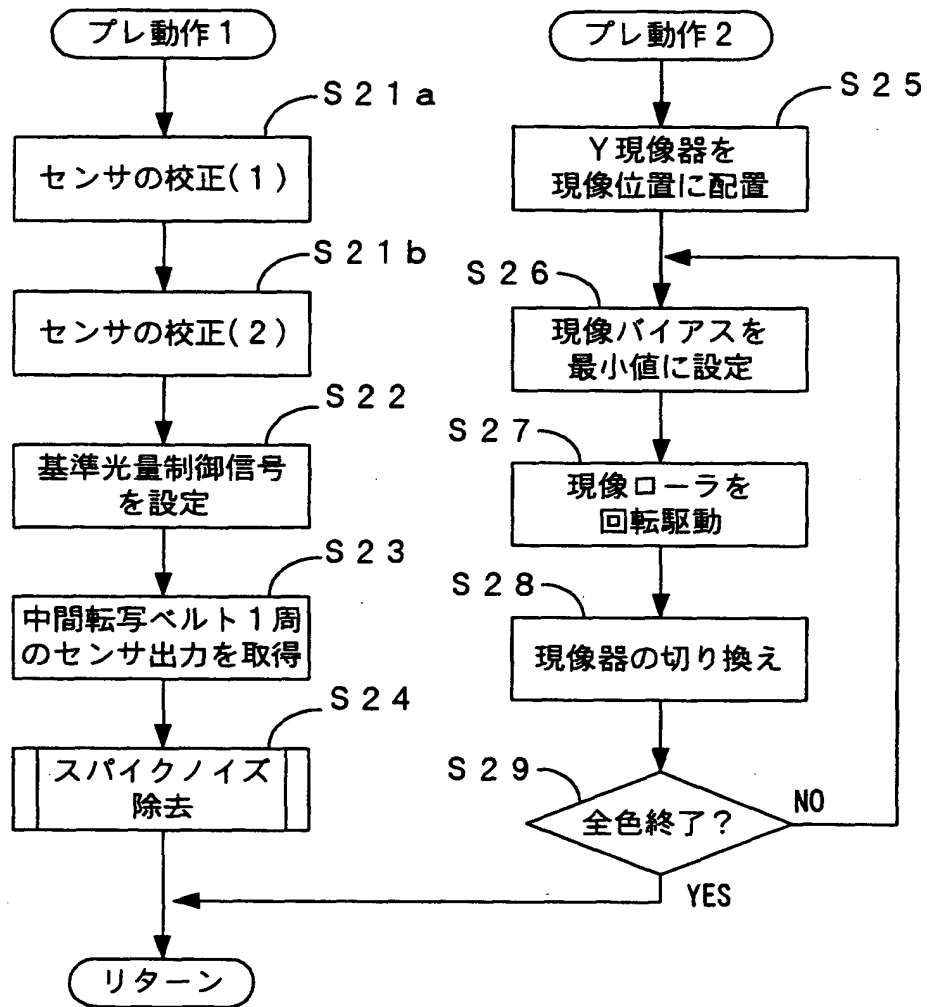 プレ動作1
S21a
センサの校正(1)
S21b
センサの校正(2)
S22
基準光量制御信号
を設定
S23
中間転写ベルト1周
のセンサ出力を取得
S24
スパイクノイズ
除去
リターン
プレ動作2
S25
Y現像器を
現像位置に配置
S26
現像バイアスを
最小値に設定
S27
現像ローラを
回転駆動
S28
現像器の切り換え
S29
全色終了?
NO
YES